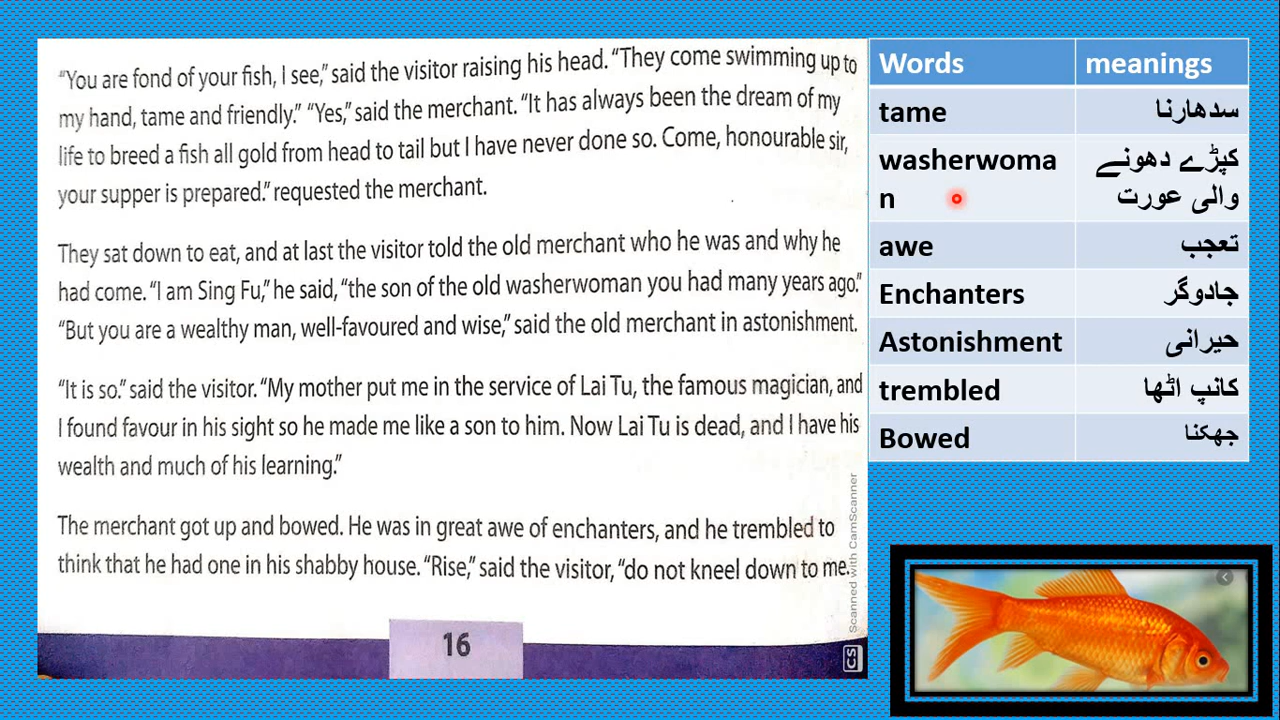 "You are fond of your fish, I see," said the visitor raising his head. "They come swimming up to
my hand, tame and friendly." "Yes," said the merchant. "It has always been the dream of my
life to breed a fish all gold from head to tail but I have never done so. Come, honourable sir,
your supper is prepared." requested the merchant.
They sat down to eat, and at last the visitor told the old merchant who he was and why he
had come. "I am Sing Fu," he said, "the son of the old washerwoman you had many years ago."
"But you are a wealthy man, well-favoured and wise," said the old merchant in astonishment.
"It is so." said the visitor. "My mother put me in the service of Lai Tu, the famous magician, and
I found favour in his sight so he made me like a son to him. Now Lai Tu is dead, and I have his
wealth and much of his learning."
The merchant got up and bowed. He was in great awe of enchanters, and he trembled to
think that he had one in his shabby house. "Rise," said the visitor, "do not kneel down to me.
16
Scanned with CamScanner
CS
Words meanings
tame سدھارنا
washerwoma کپڑے دھونے
n والی عورت
awe تعجب
Enchanters جادوگر
Astonishment حیرانی
trembled کانپ اٹھا
Bowed جھکنا